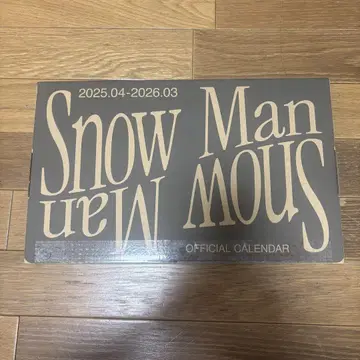 2025.04-2026.03
Snow Man
Snow Man
OFFICIAL CALENDAR